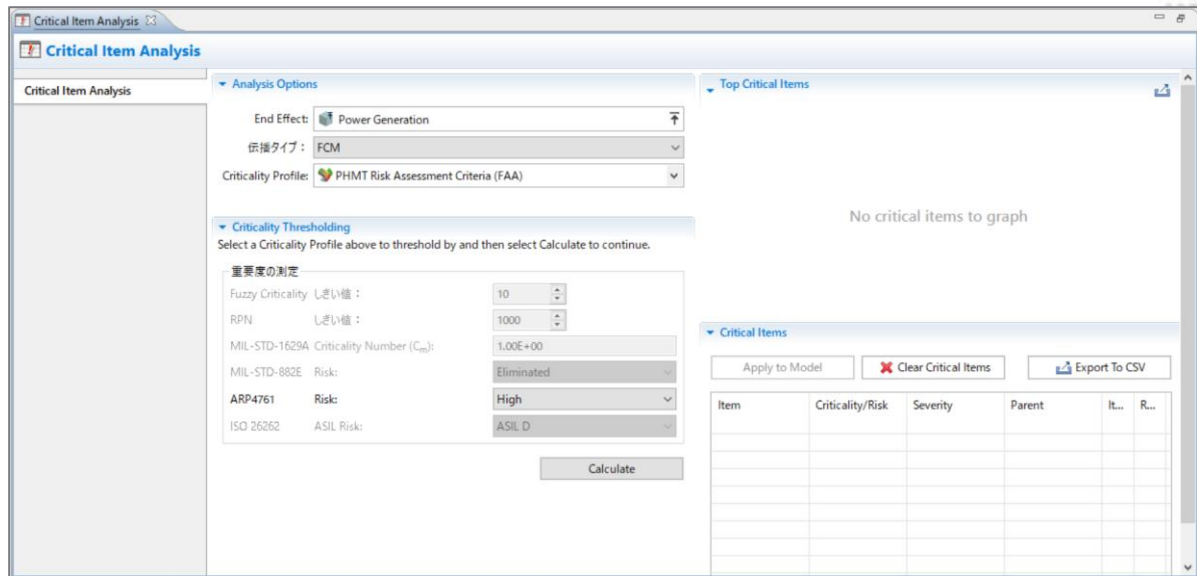 Critical Item Analysis
Critical Item Analysis
Critical Item Analysis
Analysis Options
End Effect: Power Generation
伝播タイプ： FCM
Criticality Profile: PHMT Risk Assessment Criteria (FAA)
Criticality Thresholding
Select a Criticality Profile above to threshold by and then select Calculate to continue.
重要度の測定
Fuzzy Criticality しきい値： 10
RPN しきい値： 1000
MIL-STD-1629A Criticality Number (Cm): 1.00E+00
MIL-STD-882E Risk: Eliminated
ARP4761 Risk: High
ISO 26262 ASIL Risk: ASIL D
Calculate
Top Critical Items
No critical items to graph
Critical Items
Apply to Model Clear Critical Items Export To CSV
Item Criticality/Risk Severity Parent It... R...